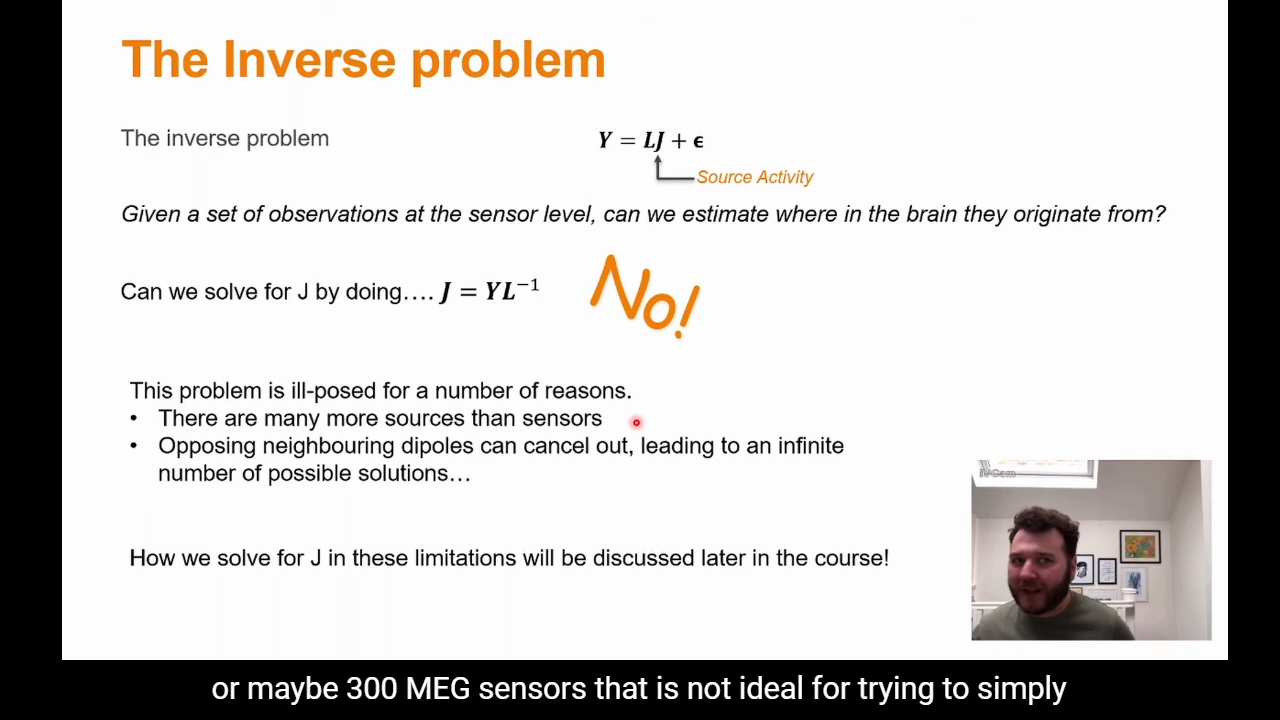 The Inverse problem
The inverse problem
Y = LJ + ϵ
Source Activity
Given a set of observations at the sensor level, can we estimate where in the brain they originate from?
Can we solve for J by doing…. J = YL⁻¹
No!
This problem is ill-posed for a number of reasons.
• There are many more sources than sensors
• Opposing neighbouring dipoles can cancel out, leading to an infinite
number of possible solutions…
How we solve for J in these limitations will be discussed later in the course!
or maybe 300 MEG sensors that is not ideal for trying to simply